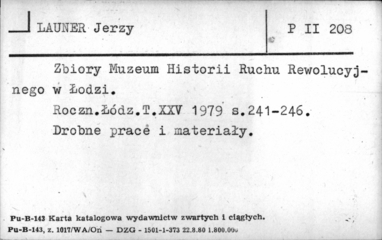 LAUNER Jerzy
P II 208
Zbiory Muzeum Historii Ruchu Rewolucyj-
nego w Łodzi.
Roczn.Łódz.T.XXV 1979 s.241-246.
Drobne prace i materiały.
Pu-B-143 Karta katalogowa wydawnictw zwartych i ciągłych.
Pu-B-143, z. 1017/WA/Ori — DZG - 1501-1-373 22.8.80 1.800.000